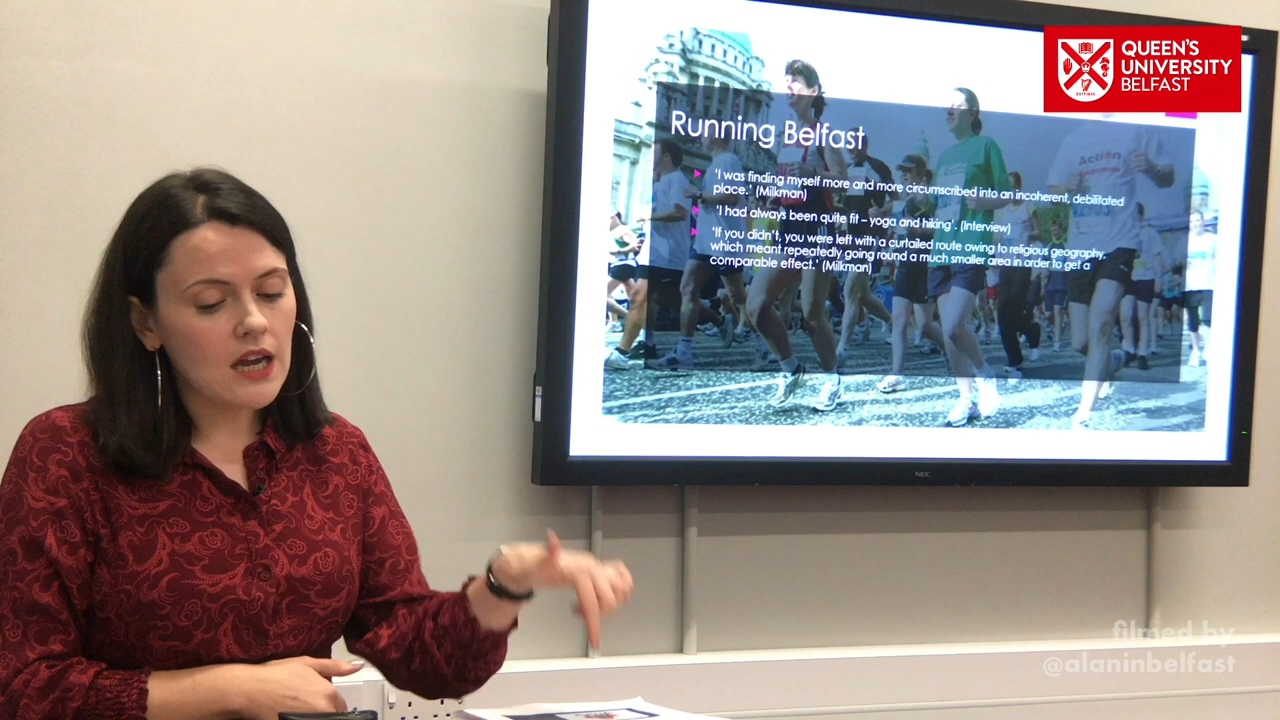 QUEEN'S
UNIVERSITY
BELFAST
ESTD1845
Running Belfast
'I was finding myself more and more circumscribed into an incoherent, debilitated
place.' (Milkman)
'I had always been quite fit – yoga and hiking'. (Interview)
'If you didn't, you were left with a curtailed route owing to religious geography,
which meant repeatedly going round a much smaller area in order to get a
comparable effect.' (Milkman)
Action
NEC
filmed by
@alaninbelfast